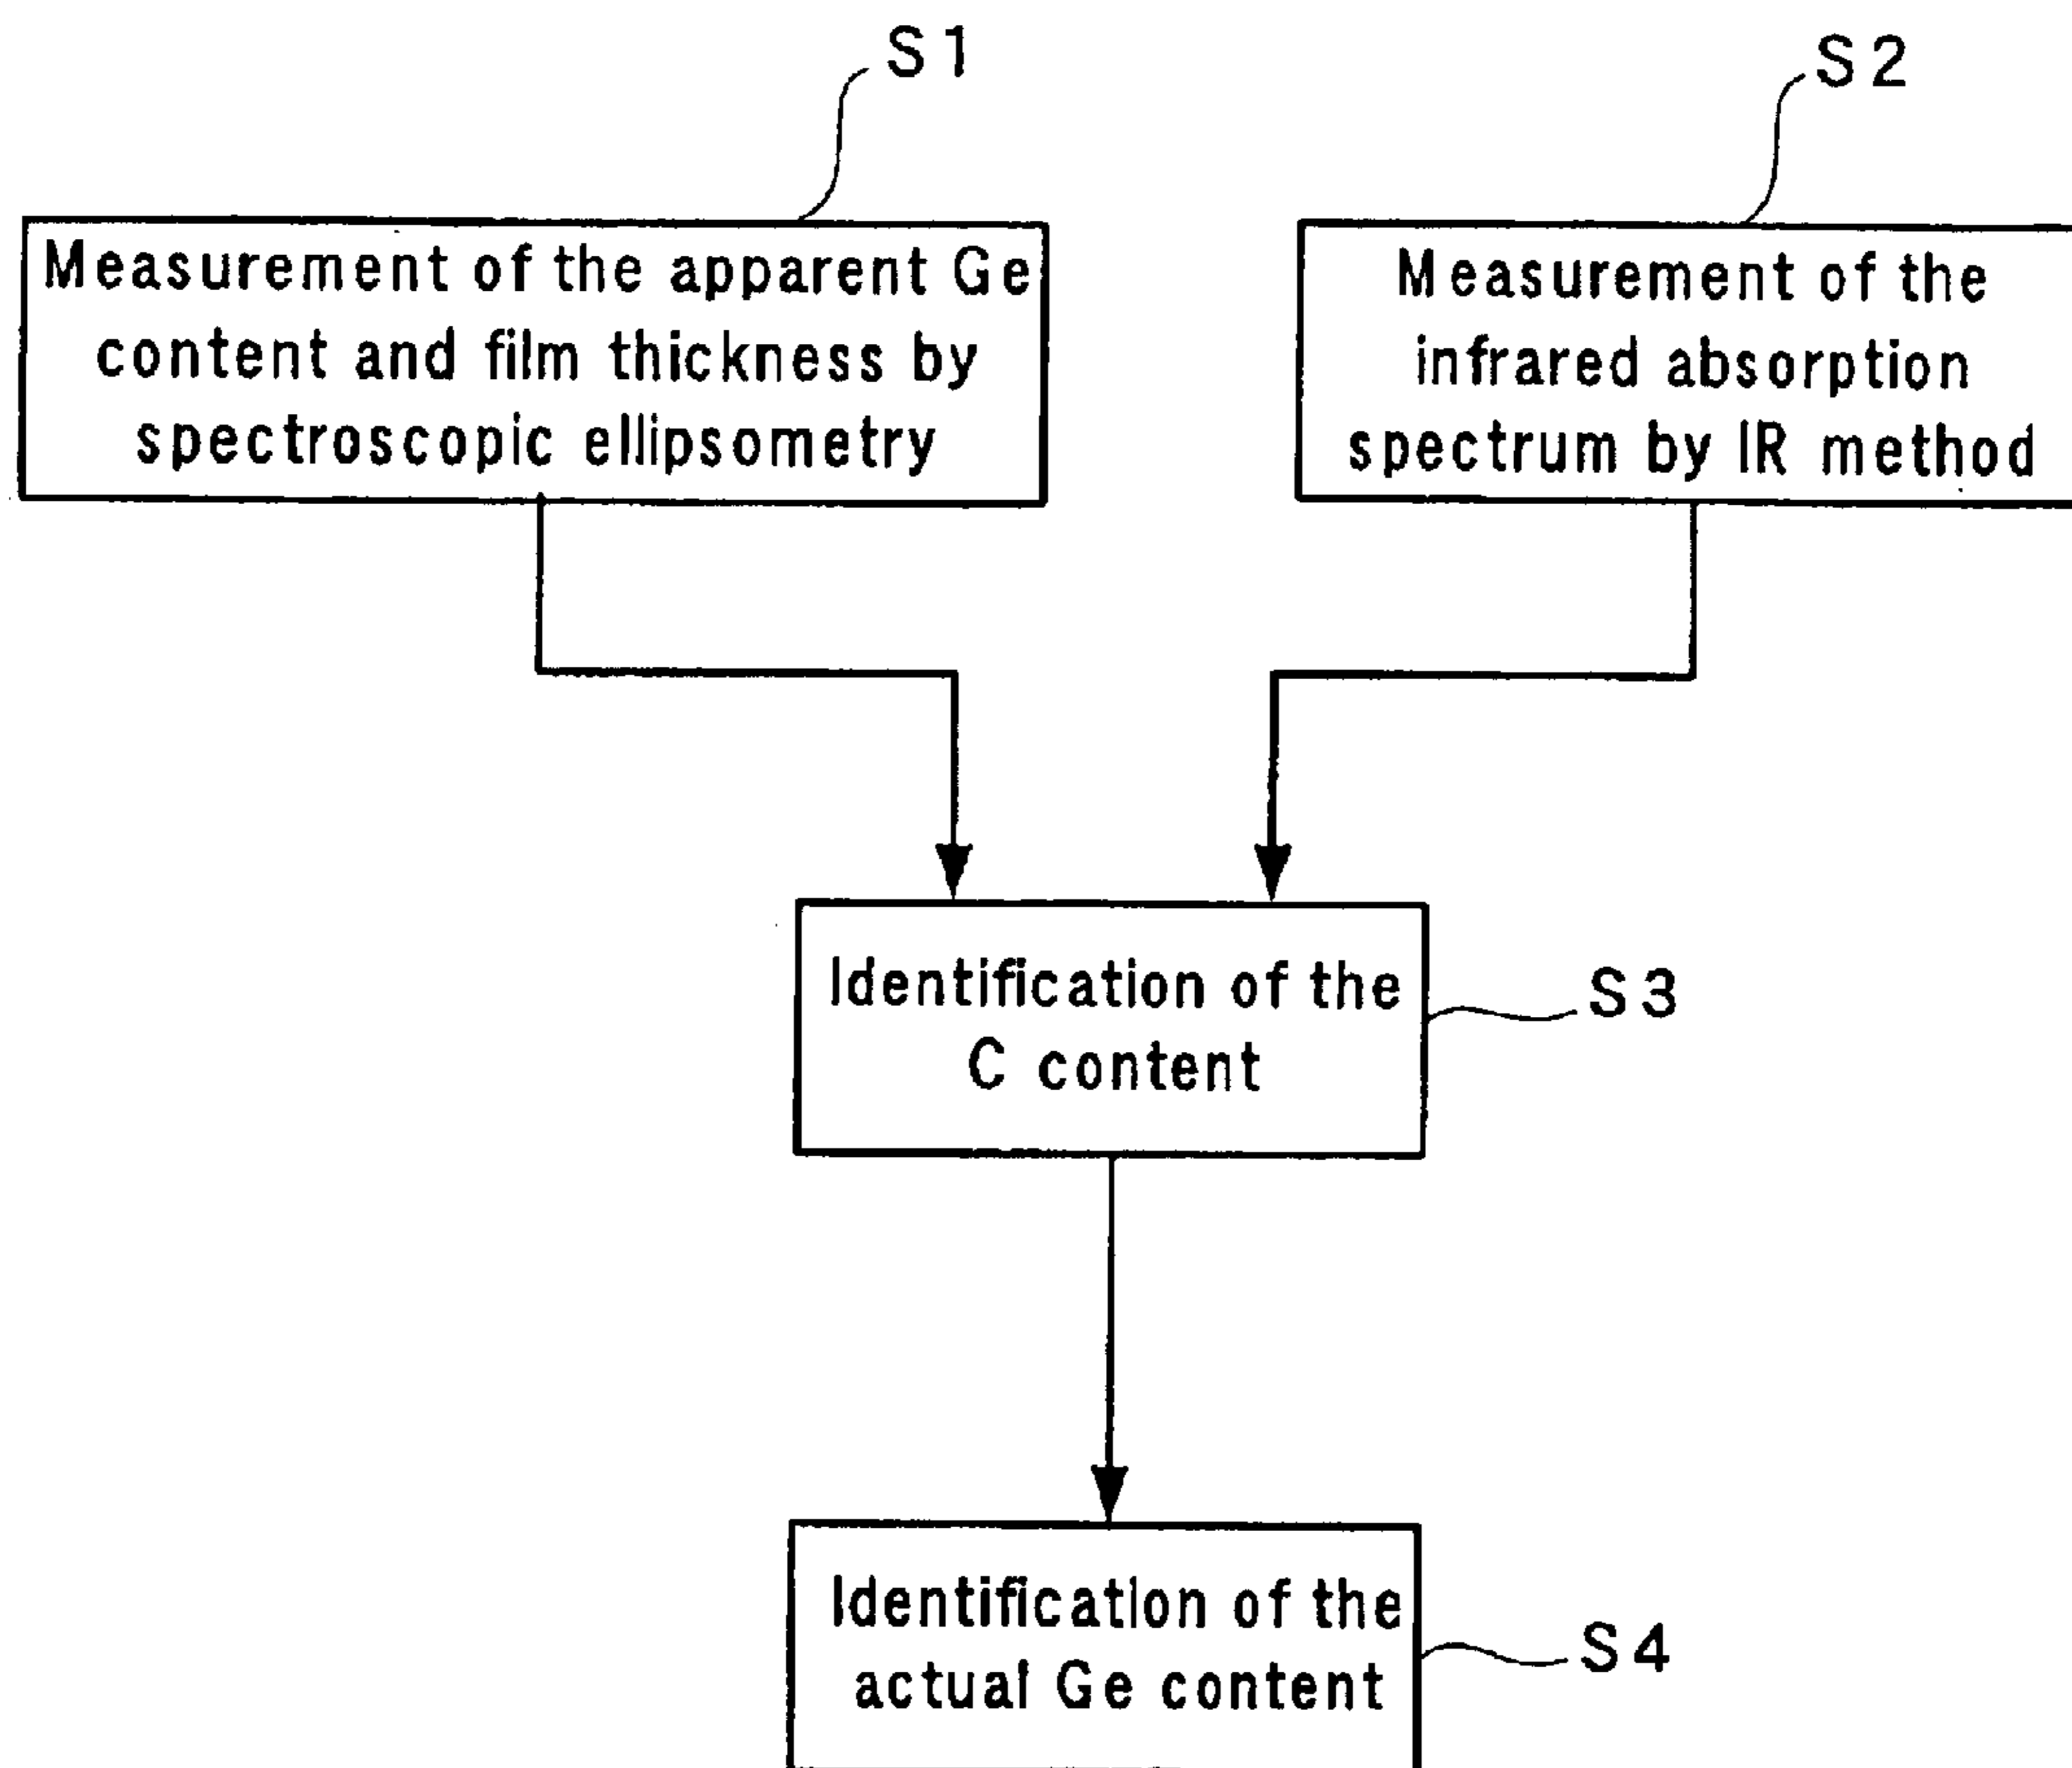 S1
S2
Measurement of the apparent Ge
content and film thickness by
spectroscopic ellipsometry
Measurement of the
infrared absorption
spectrum by IR method
Identification of the
C content
S3
Identification of the
actual Ge content
S4